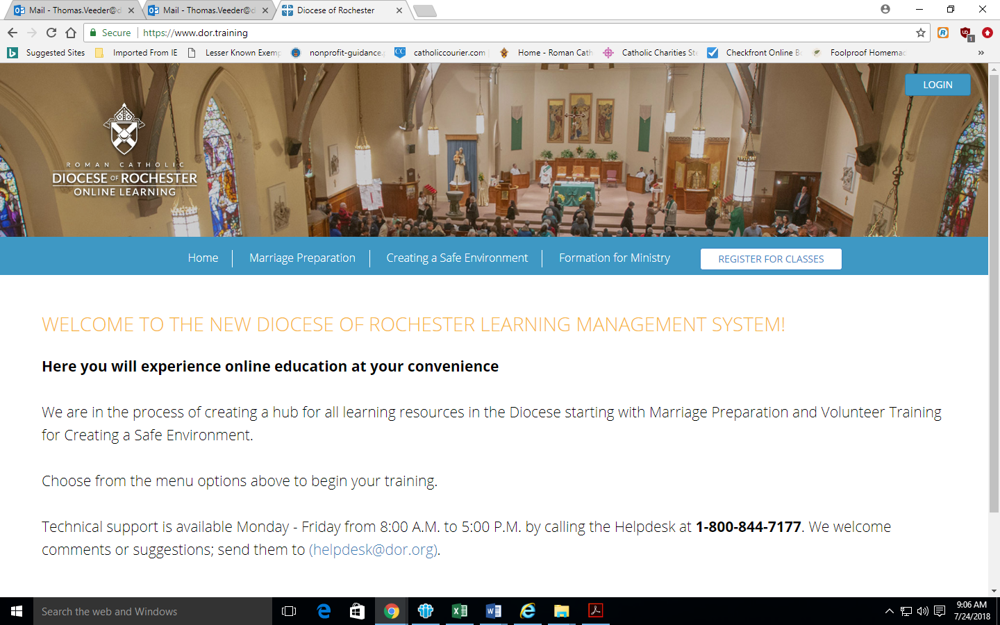 Mail - Thomas.Veeder@d
Mail - Thomas.Veeder@d
Diocese of Rochester
Secure
https://www.dor.training
1
Suggested Sites
Imported From IE
Lesser Known Exemp
nonprofit-guidance.
catholiccourier.com
Home - Roman Cath
Catholic Charities Ste
Checkfront Online Bo
Foolproof Homemac
LOGIN
ROMAN CATHOLIC
DIOCESE OF ROCHESTER
ONLINE LEARNING
Home
Marriage Preparation
Creating a Safe Environment
Formation for Ministry
REGISTER FOR CLASSES
WELCOME TO THE NEW DIOCESE OF ROCHESTER LEARNING MANAGEMENT SYSTEM!
Here you will experience online education at your convenience
We are in the process of creating a hub for all learning resources in the Diocese starting with Marriage Preparation and Volunteer Training
for Creating a Safe Environment.
Choose from the menu options above to begin your training.
Technical support is available Monday - Friday from 8:00 A.M. to 5:00 P.M. by calling the Helpdesk at 1-800-844-7177. We welcome
comments or suggestions; send them to (helpdesk@dor.org).
Search the web and Windows
9:06 AM
7/24/2018